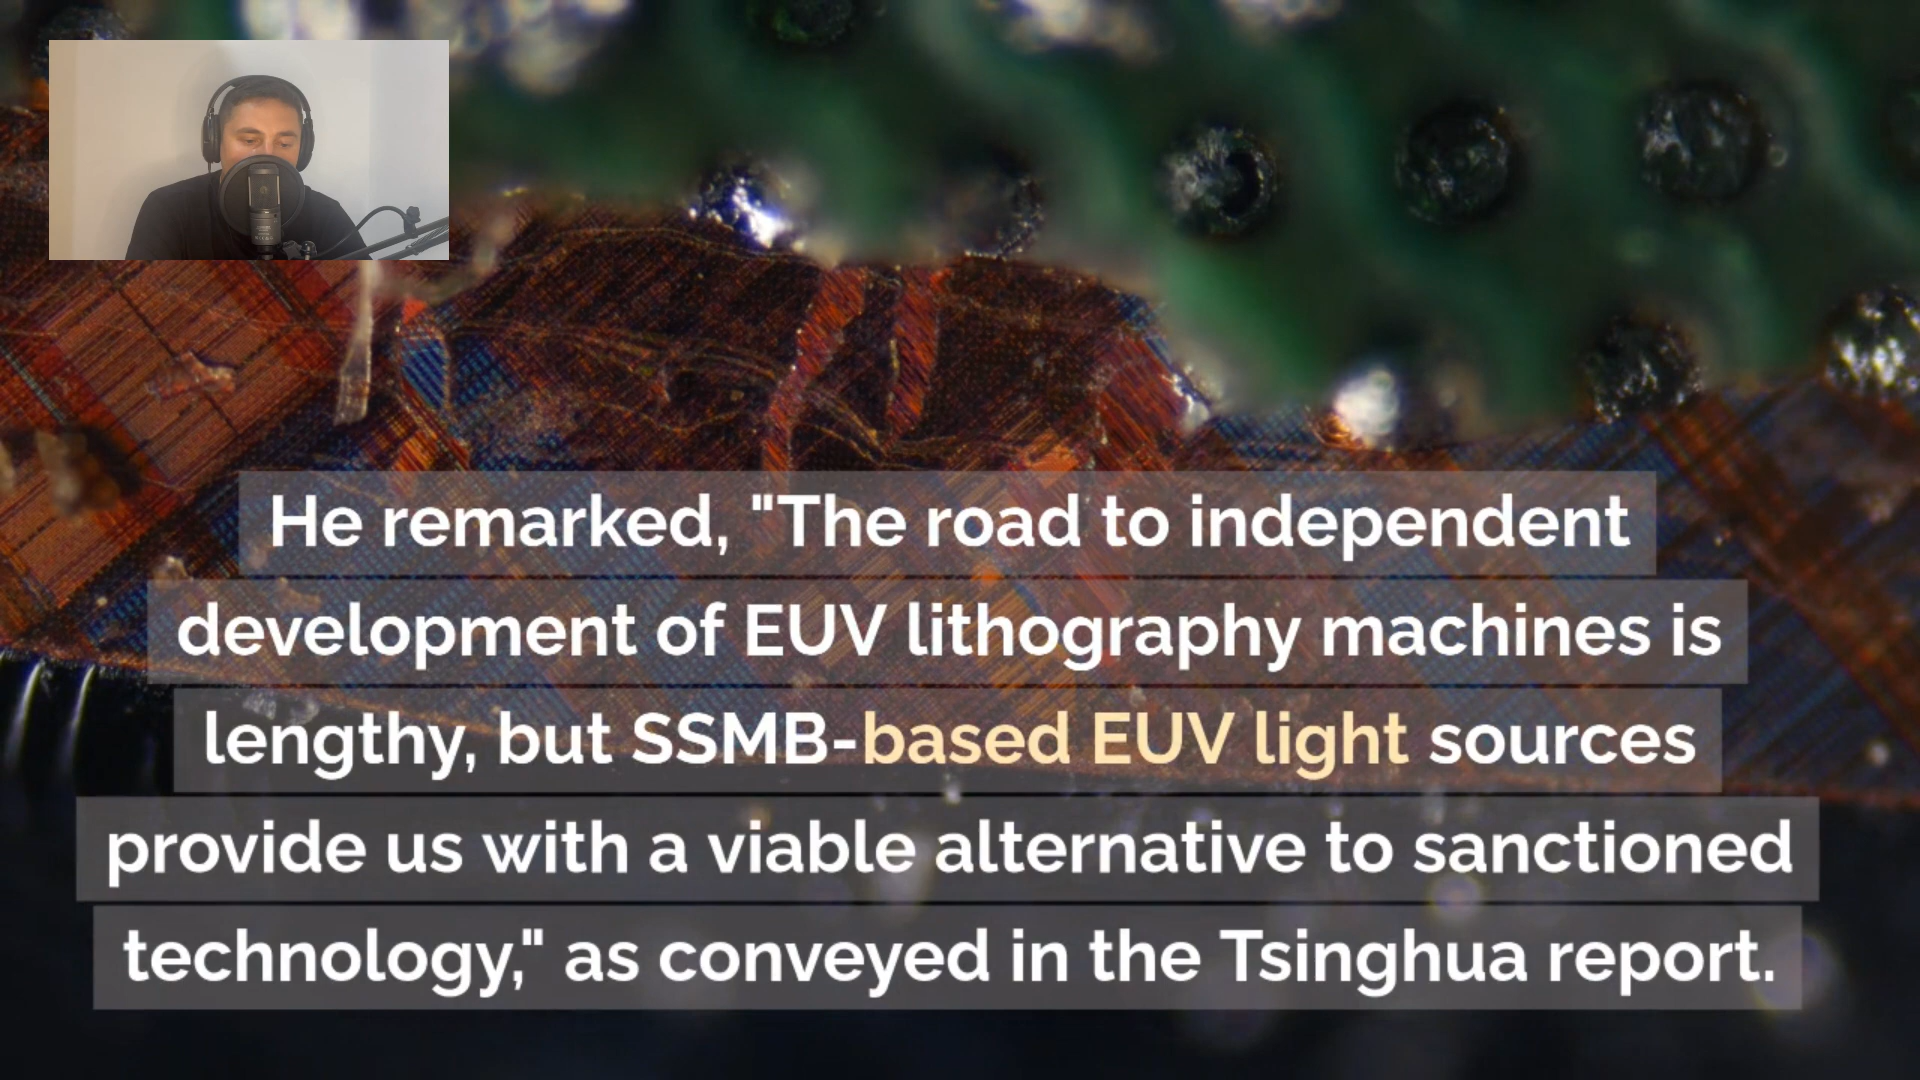 He remarked, "The road to independent
development of EUV lithography machines is
lengthy, but SSMB-based EUV light sources
provide us with a viable alternative to sanctioned
technology," as conveyed in the Tsinghua report.